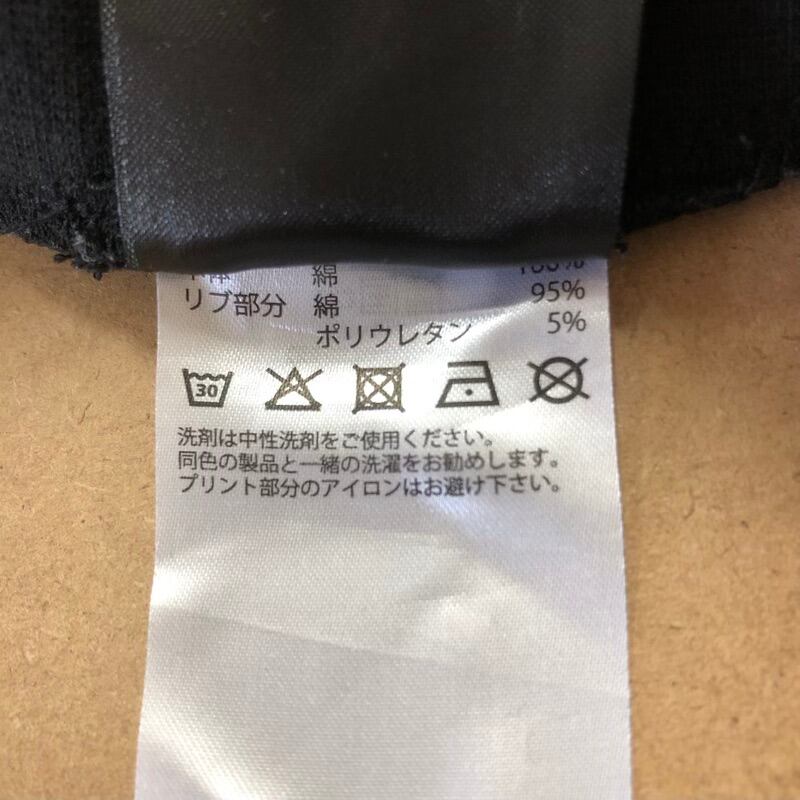 綿 100%
リブ部分 綿 95%
ポリウレタン 5%
30
洗剤は中性洗剤をご使用ください。
同色の製品と一緒の洗濯をお勧めします。
プリント部分のアイロンはお避け下さい。